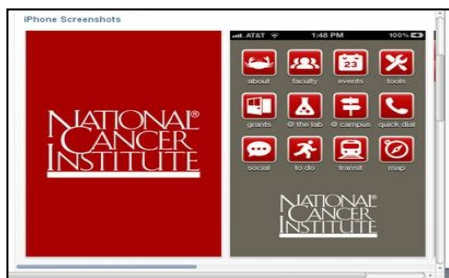 iPhone Screenshots
NATIONAL®
CANCER
INSTITUTE
AT&T 1:48 PM 100%
about faculty events tools
23
grants @ the lab @ campus quick dial
social to do transit map
NATIONAL®
CANCER
INSTITUTE